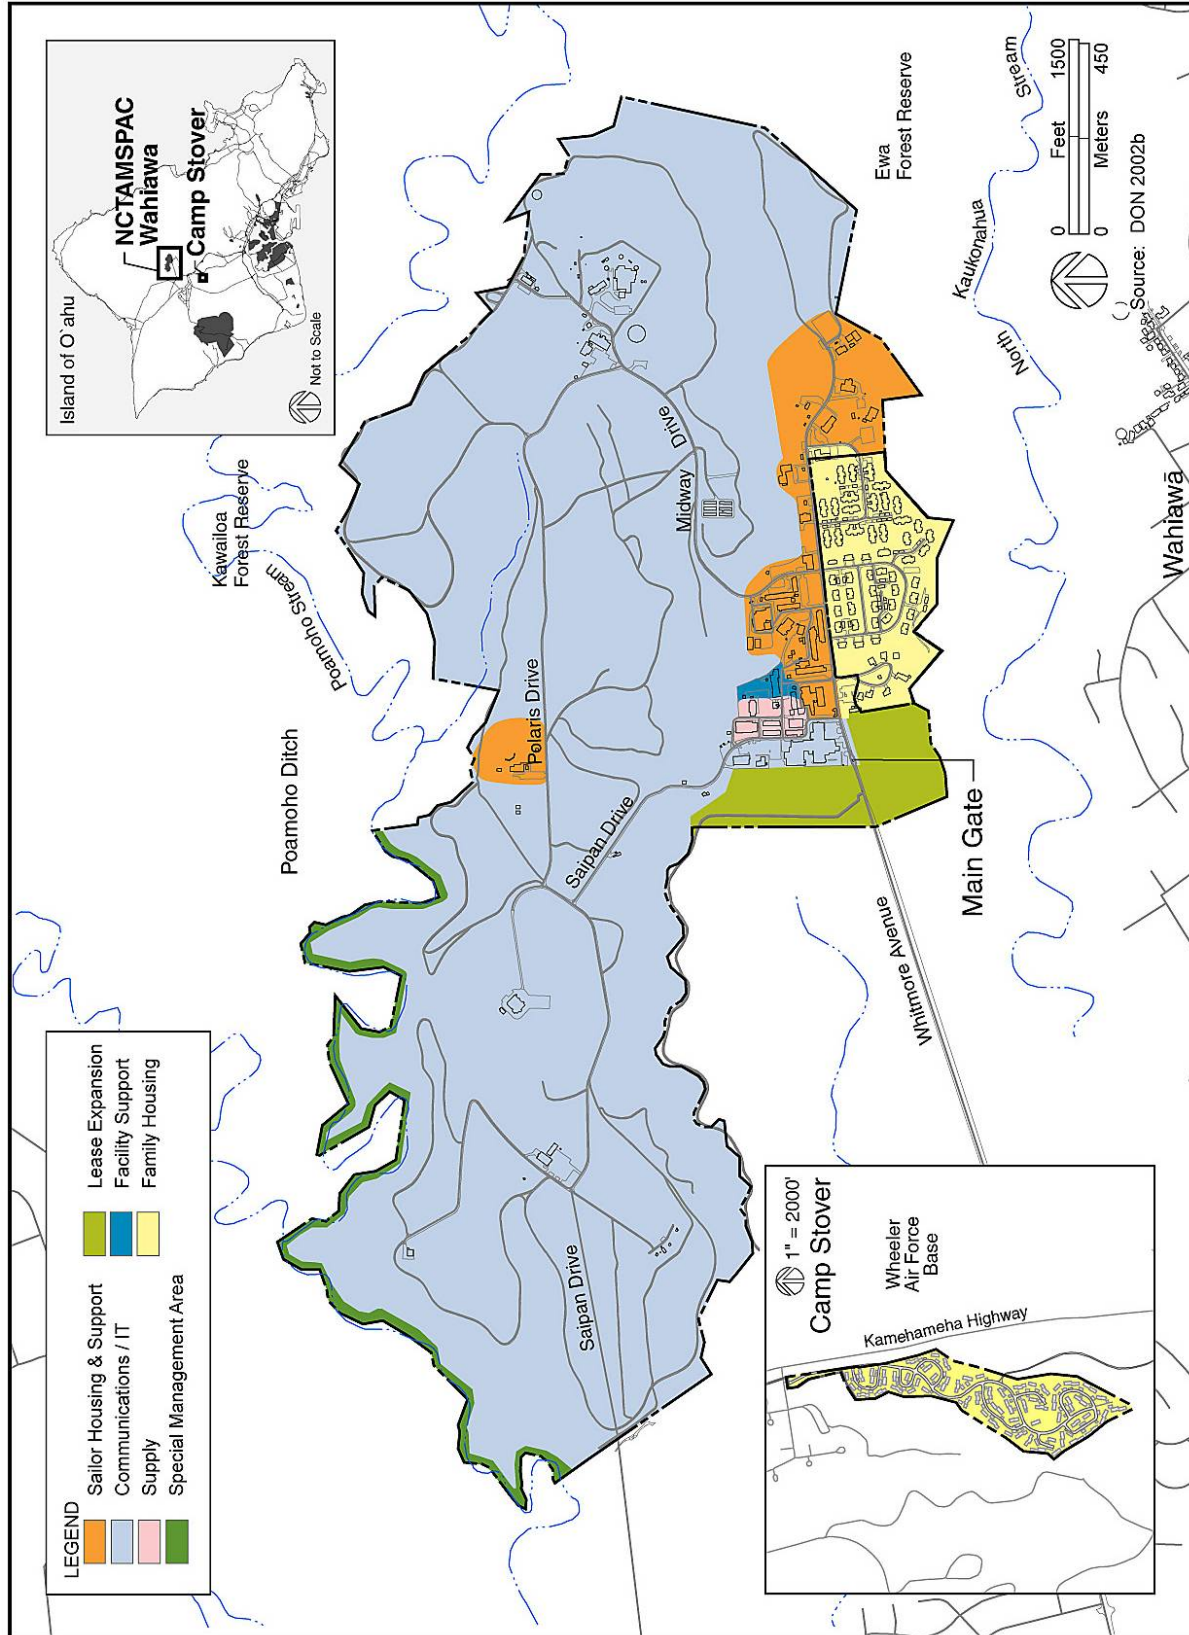 LEGEND
Sailor Housing & Support
Communications / IT
Supply
Special Management Area
Lease Expansion
Facility Support
Family Housing
Island of O`ahu
NCTAMSPAC
Wahiawa
Camp Stover
Not to Scale
Kawailoa
Forest Reserve
Poamoho Stream
Poamoho Ditch
Polaris Drive
Saipan Drive
Saipan Drive
Midway
Drive
Ewa
Forest Reserve
Main Gate
Whitmore Avenue
North
Kaukonahua
Stream
Wahiawā
0 Feet 1500
0 Meters 450
Source: DON 2002b
1" = 2000'
Camp Stover
Wheeler
Air Force
Base
Kamehameha Highway